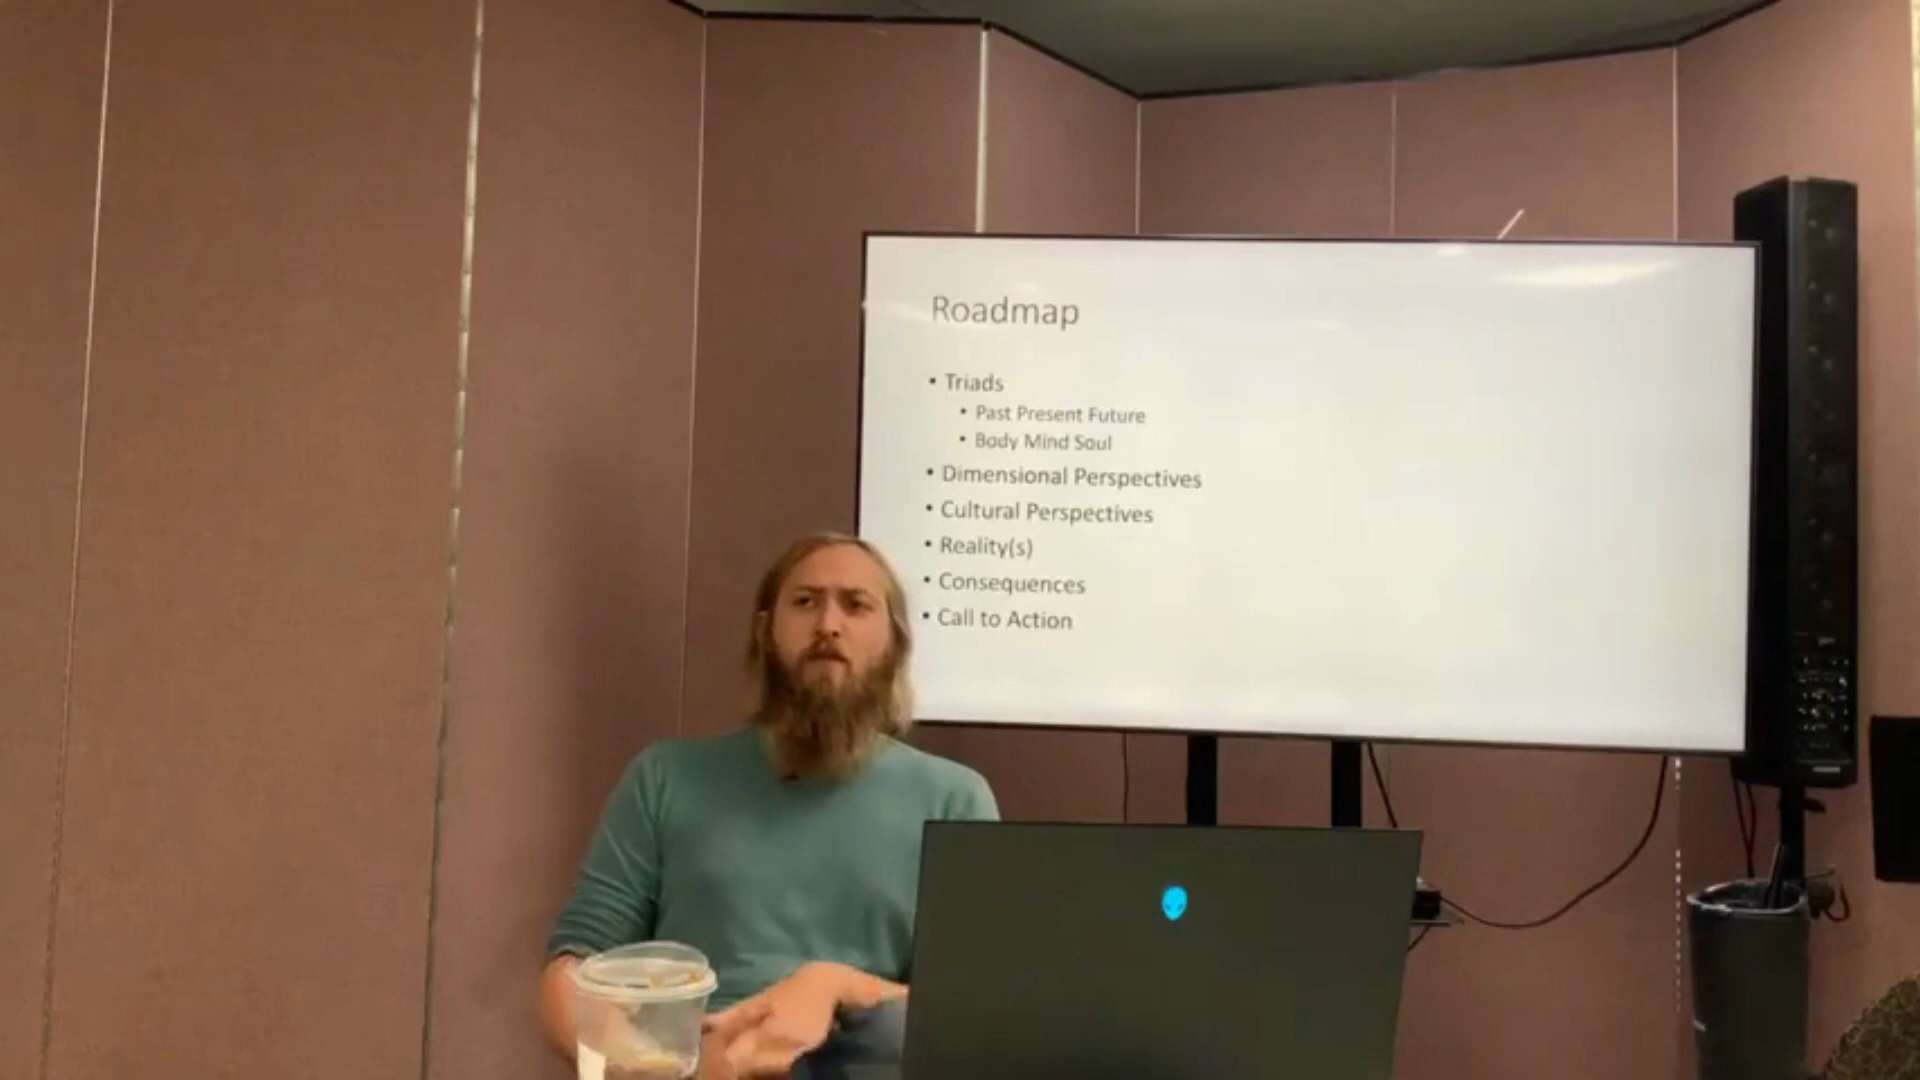 Roadmap
• Triads
• Past Present Future
• Body Mind Soul
• Dimensional Perspectives
• Cultural Perspectives
• Reality(s)
• Consequences
• Call to Action